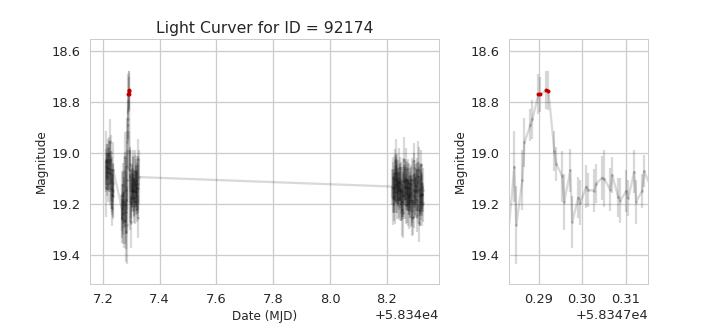 Light Curver for ID = 92174
18.6
18.8
19.0
19.2
19.4
Magnitude
7.2 7.4 7.6 7.8 8.0 8.2
Date (MJD)
+5.834e4
18.6
18.8
19.0
19.2
19.4
Magnitude
0.29 0.30 0.31
+5.8347e4